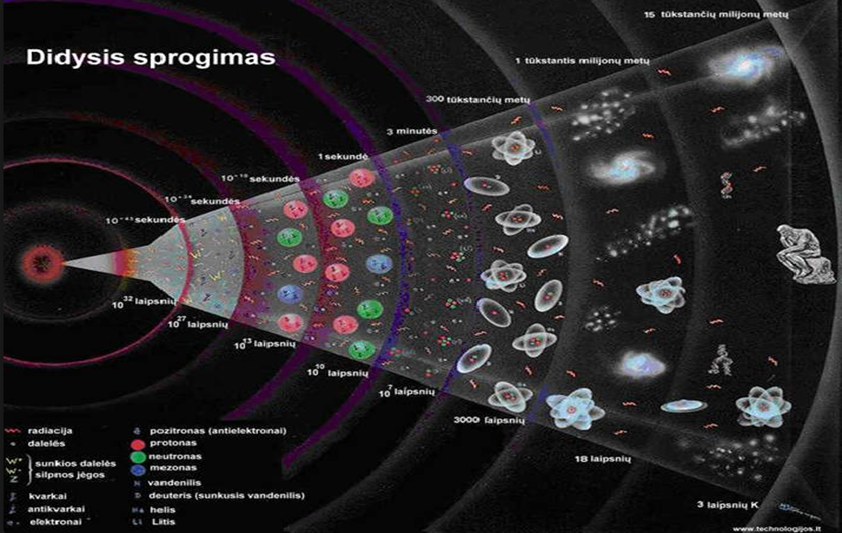 Didysis sprogimas
15 tūkstančių milijonų metų
1 tūkstantis milijonų metų
300 tūkstančių metų
3 minutės
1 sekundė
10⁻¹⁰ sekundės
10⁻³⁴ sekundės
10⁻⁴³ sekundės
10³² laipsnių
10²⁷ laipsnių
10¹³ laipsnių
10¹⁰ laipsnių
10⁷ laipsnių
3000 laipsnių
18 laipsnių
3 laipsnių K
radiacija
dalelės
W⁺
W⁻
Z
sunkios dalelės
silpnos jėgos
kvarkai
antikvarkai
elektronai
pozitronas (antielektronai)
protonas
neutronas
mezonas
vandenilis
D deuteris (sunkusis vandenilis)
He helis
Li Litis
www.technologijos.lt